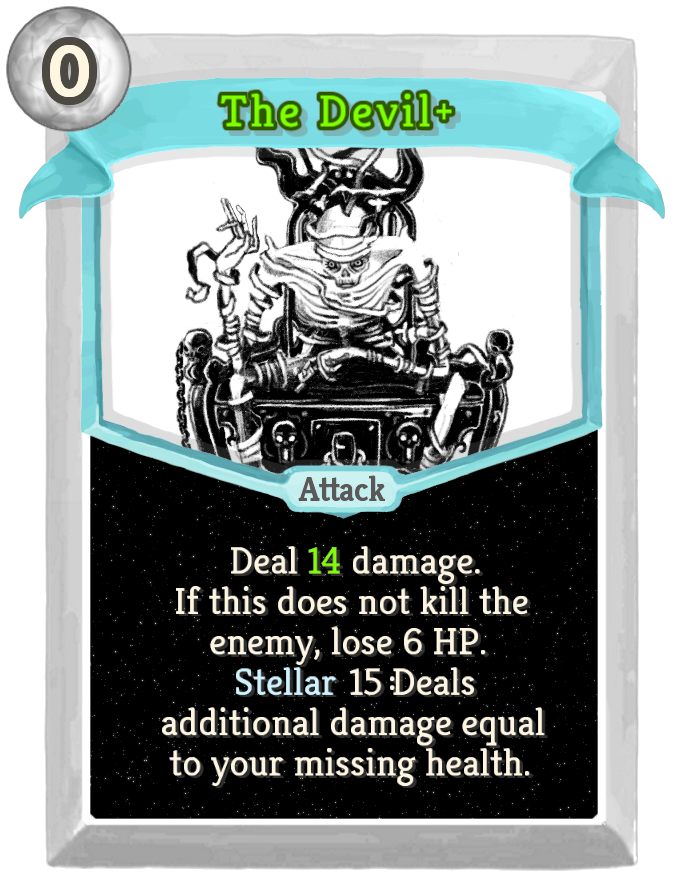 0
The Devil+
Attack
Deal 14 damage.
If this does not kill the
enemy, lose 6 HP.
Stellar 15 :Deals
additional damage equal
to your missing health.